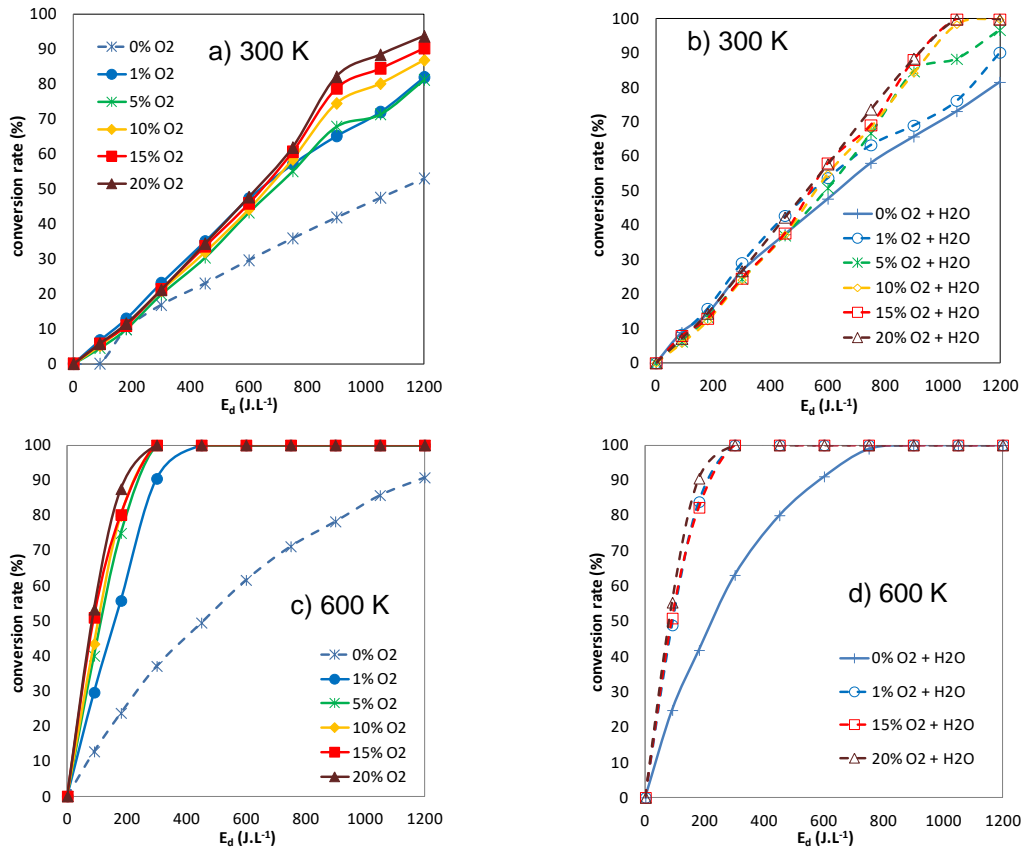 a) 300 K
conversion rate (%)
100
90
80
70
60
50
40
30
20
10
0
0% O2
1% O2
5% O2
10% O2
15% O2
20% O2
0 200 400 600 800 1000 1200
E_d (J.L⁻¹)
b) 300 K
conversion rate (%)
100
90
80
70
60
50
40
30
20
10
0
0% O2 + H2O
1% O2 + H2O
5% O2 + H2O
10% O2 + H2O
15% O2 + H2O
20% O2 + H2O
0 200 400 600 800 1000 1200
E_d (J.L⁻¹)
c) 600 K
conversion rate (%)
100
90
80
70
60
50
40
30
20
10
0
0% O2
1% O2
5% O2
10% O2
15% O2
20% O2
0 200 400 600 800 1000 1200
E_d (J.L⁻¹)
d) 600 K
conversion rate (%)
100
90
80
70
60
50
40
30
20
10
0
0% O2 + H2O
1% O2 + H2O
15% O2 + H2O
20% O2 + H2O
0 200 400 600 800 1000 1200
E_d (J.L⁻¹)